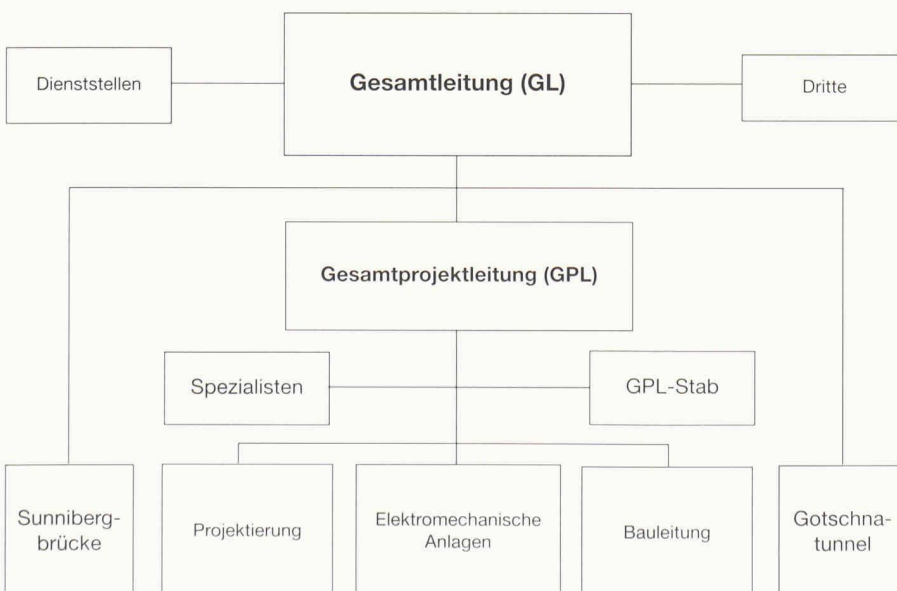 Dienststellen
Gesamtleitung (GL)
Dritte
Gesamtprojektleitung (GPL)
Spezialisten
GPL-Stab
Sunniberg-
brücke
Projektierung
Elektromechanische
Anlagen
Bauleitung
Gotschna-
tunnel